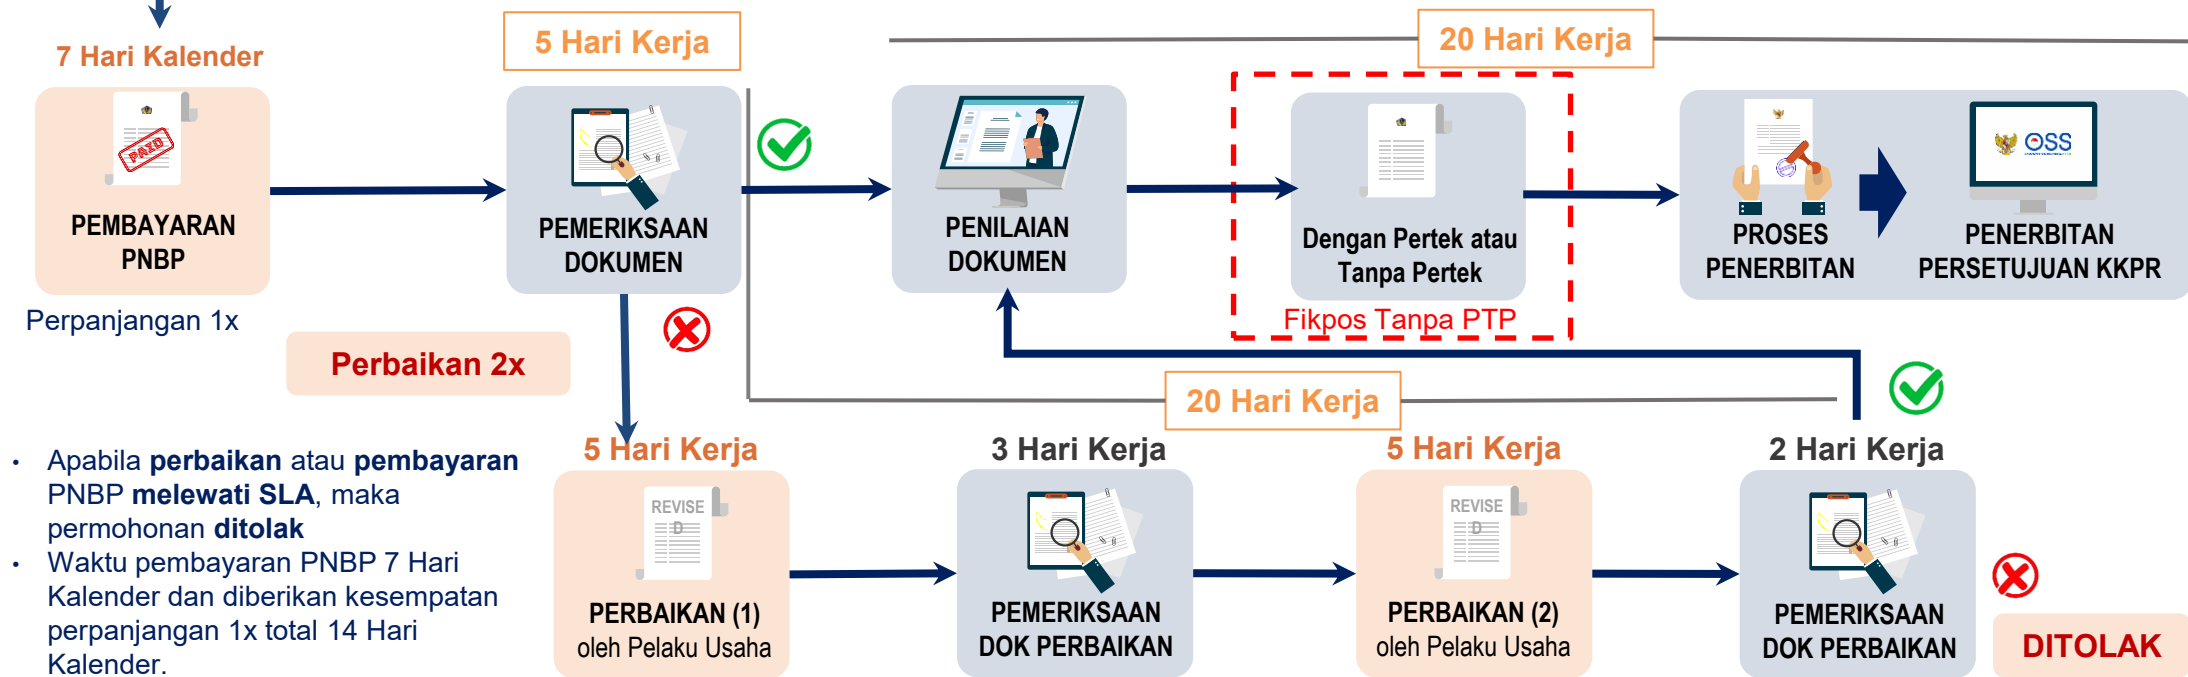 7 Hari Kalender
5 Hari Kerja
20 Hari Kerja
PAID
PEMBAYARAN
PNBP
Perpanjangan 1x
PEMERIKSAAN
DOKUMEN
PENILAIAN
DOKUMEN
Dengan Pertek atau
Tanpa Pertek
Fikpos Tanpa PTP
PROSES
PENERBITAN
OSS
PENERBITAN
PERSETUJUAN KKPR
Perbaikan 2x
20 Hari Kerja
• Apabila perbaikan atau pembayaran
PNBP melewati SLA, maka
permohonan ditolak
• Waktu pembayaran PNBP 7 Hari
Kalender dan diberikan kesempatan
perpanjangan 1x total 14 Hari
Kalender.
5 Hari Kerja
REVISE
D
PERBAIKAN (1)
oleh Pelaku Usaha
3 Hari Kerja
PEMERIKSAAN
DOK PERBAIKAN
5 Hari Kerja
REVISE
D
PERBAIKAN (2)
oleh Pelaku Usaha
2 Hari Kerja
PEMERIKSAAN
DOK PERBAIKAN
DITOLAK